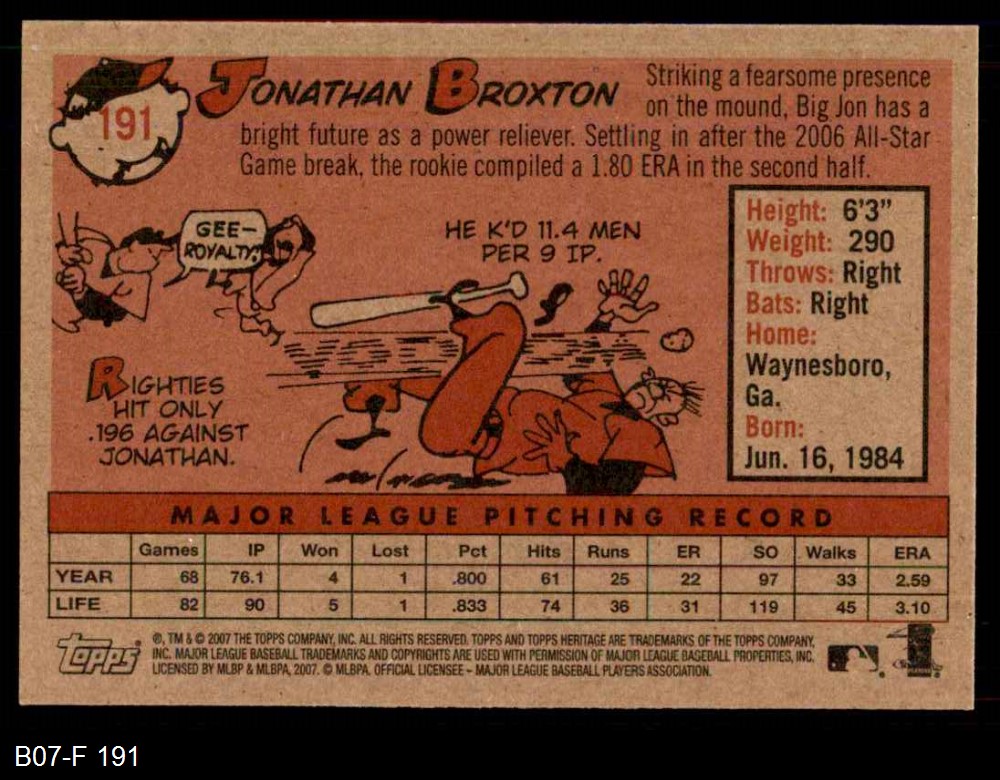 191
JONATHAN BROXTON
Striking a fearsome presence
on the mound, Big Jon has a
bright future as a power reliever. Settling in after the 2006 All-Star
Game break, the rookie compiled a 1.80 ERA in the second half.
GEE-
ROYALTY!
HE K'D 11.4 MEN
PER 9 IP.
RIGHTIES
HIT ONLY
.196 AGAINST
JONATHAN.
Height: 6'3”
Weight: 290
Throws: Right
Bats: Right
Home:
Waynesboro,
Ga.
Born:
Jun. 16, 1984
MAJOR LEAGUE PITCHING RECORD
Games IP Won Lost Pct Hits Runs ER SO Walks ERA
YEAR 68 76.1 4 1 .800 61 25 22 97 33 2.59
LIFE 82 90 5 1 .833 74 36 31 119 45 3.10
Topps
®, TM & © 2007 THE TOPPS COMPANY, INC. ALL RIGHTS RESERVED. TOPPS AND TOPPS HERITAGE ARE TRADEMARKS OF THE TOPPS COMPANY,
INC. MAJOR LEAGUE BASEBALL TRADEMARKS AND COPYRIGHTS ARE USED WITH PERMISSION OF MAJOR LEAGUE BASEBALL PROPERTIES, INC.
LICENSED BY MLBP & MLBPA, 2007. © MLBPA. OFFICIAL LICENSEE – MAJOR LEAGUE BASEBALL PLAYERS ASSOCIATION.
B07-F 191